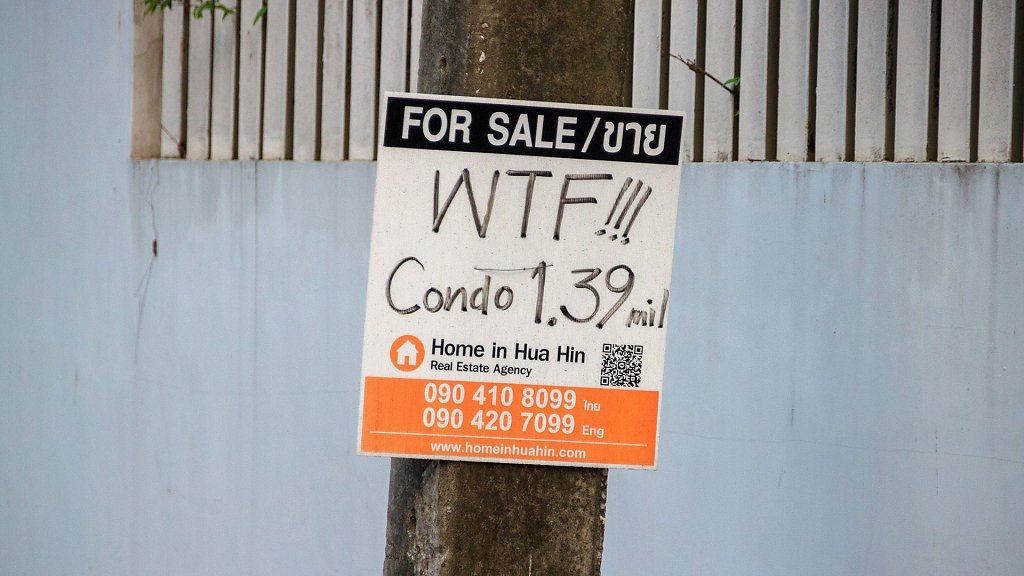 FOR SALE/ขาย
WTF!!!
Condo 1.39 mil
Home in Hua Hin
Real Estate Agency
090 410 8099 ไทย
090 420 7099 Eng
www.homeinhuahin.com